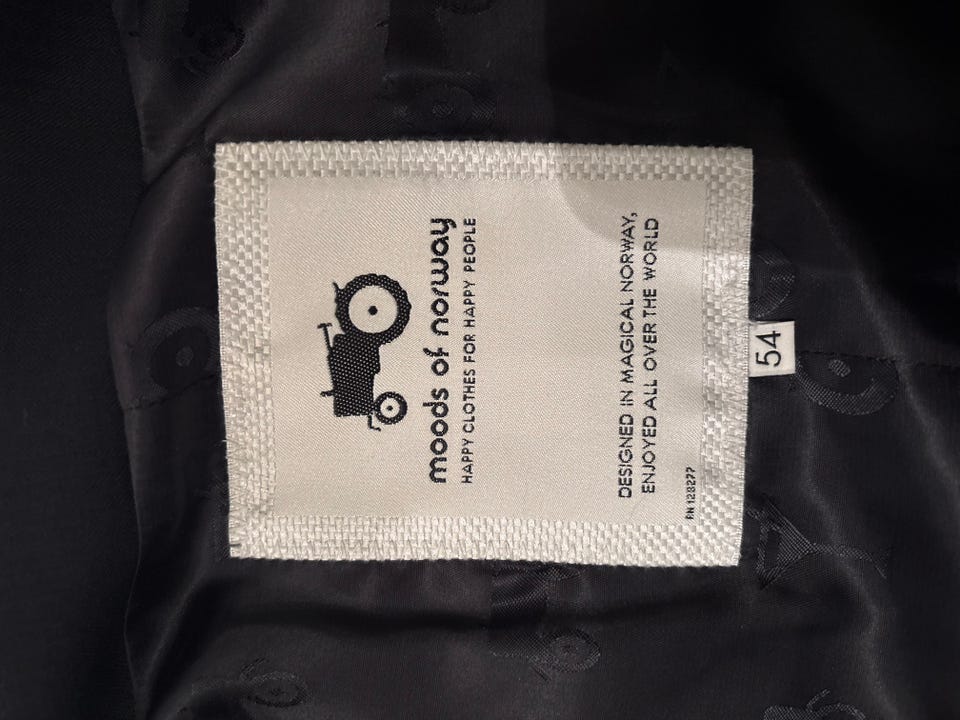 moods of norway
HAPPY CLOTHES FOR HAPPY PEOPLE
DESIGNED IN MAGICAL NORWAY,
ENJOYED ALL OVER THE WORLD
RN 128277
54